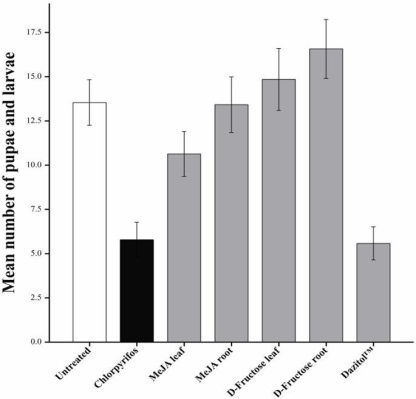 Mean number of pupae and larvae
17.5
15.0
12.5
10.0
7.5
5.0
2.5
0.0
Untreated
Chlorpyrifos
MeJA leaf
MeJA root
D-Fructose leaf
D-Fructose root
Dazitol™